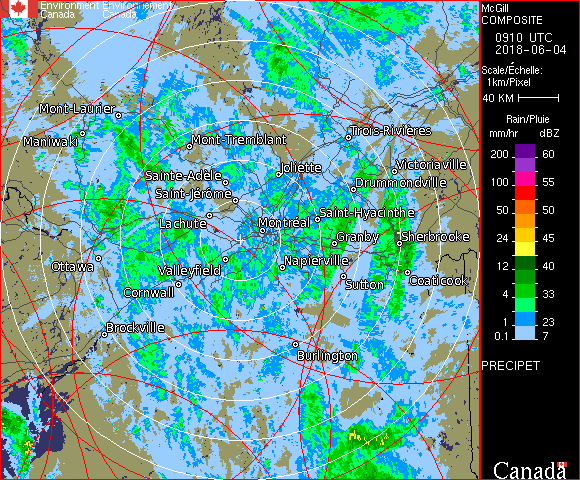 Environment Environnement
Canada Canada
McGill
COMPOSITE
0910 UTC
2018-06-04
Scale/Échelle:
1km/Pixel
40 KM
Rain/Pluie
mm/hr dBZ
200 60
100 55
50 50
24 45
12 40
4 33
2 23
0.1 7
PRECIPET
Canada
Mont-Laurier
Maniwaki
Mont-Tremblant
Trois-Rivières
Sainte-Adèle
Joliette
Victoriaville
Saint-Jérôme
Drummondville
Lachute
Montréal
Saint-Hyacinthe
Granby
Sherbrooke
Ottawa
Valleyfield
Napierville
Cornwall
Sutton
Coaticook
Brockville
Burlington